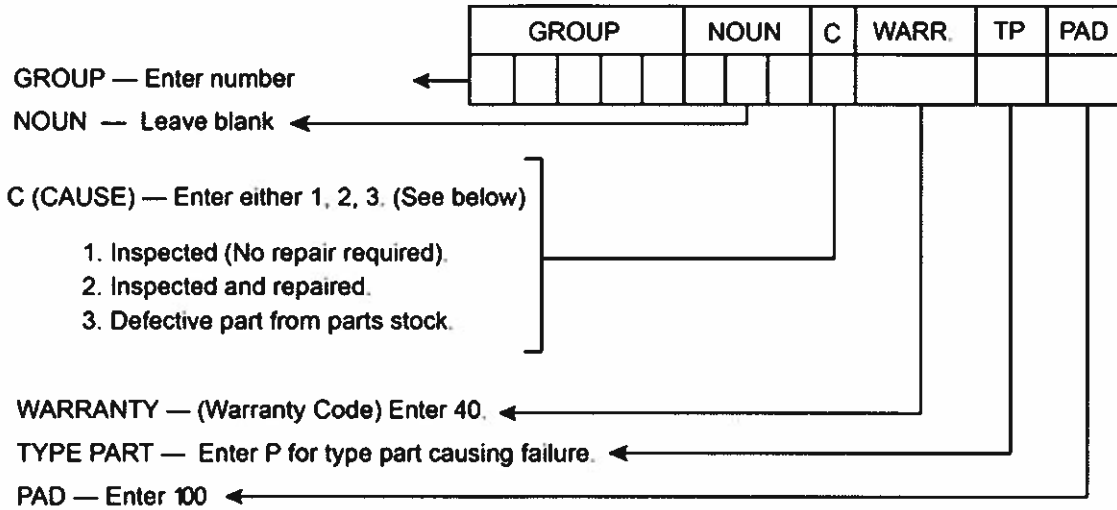 GROUP NOUN C WARR. TP PAD
GROUP — Enter number
NOUN — Leave blank
C (CAUSE) — Enter either 1, 2, 3. (See below)
1. Inspected (No repair required).
2. Inspected and repaired.
3. Defective part from parts stock.
WARRANTY — (Warranty Code) Enter 40.
TYPE PART — Enter P for type part causing failure.
PAD — Enter 100